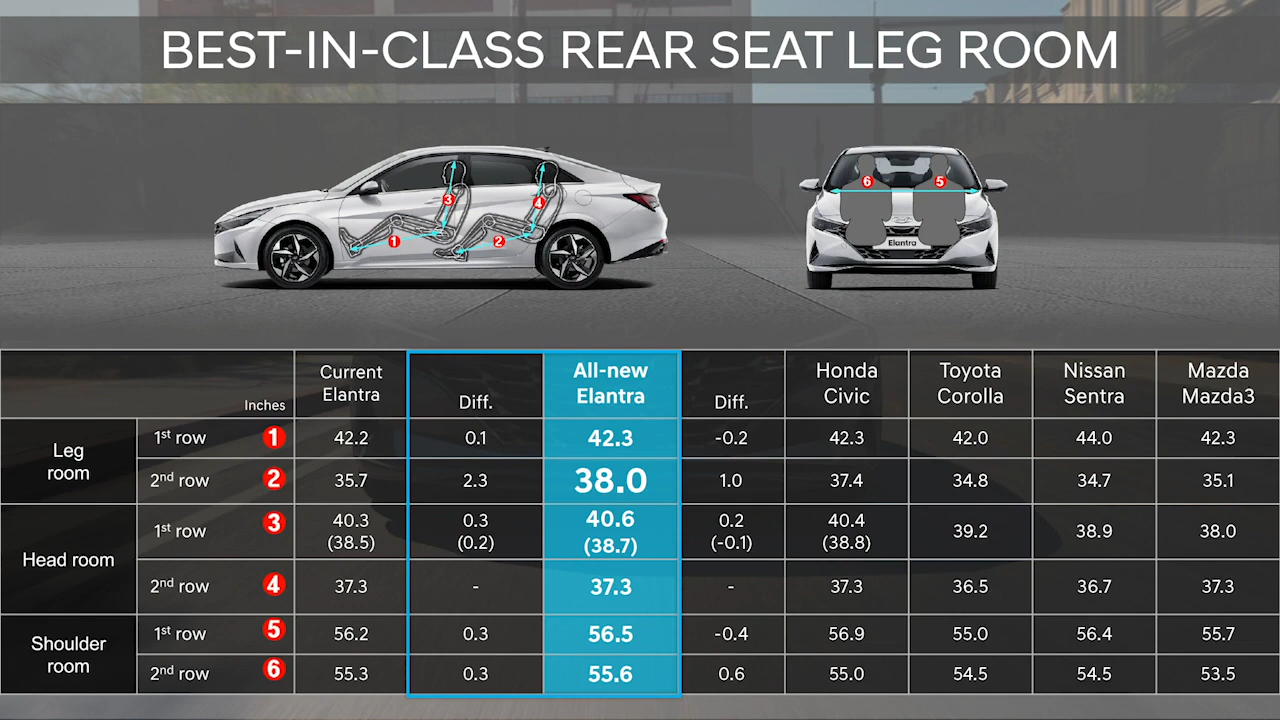 BEST-IN-CLASS REAR SEAT LEG ROOM
3
4
1
2
6
5
Elantra
Inches
Current Elantra
Diff.
All-new Elantra
Diff.
Honda Civic
Toyota Corolla
Nissan Sentra
Mazda Mazda3
Leg room
1st row 1 42.2 0.1 42.3 -0.2 42.3 42.0 44.0 42.3
2nd row 2 35.7 2.3 38.0 1.0 37.4 34.8 34.7 35.1
Head room
1st row 3 40.3 (38.5) 0.3 (0.2) 40.6 (38.7) 0.2 (-0.1) 40.4 (38.8) 39.2 38.9 38.0
2nd row 4 37.3 - 37.3 - 37.3 36.5 36.7 37.3
Shoulder room
1st row 5 56.2 0.3 56.5 -0.4 56.9 55.0 56.4 55.7
2nd row 6 55.3 0.3 55.6 0.6 55.0 54.5 54.5 53.5